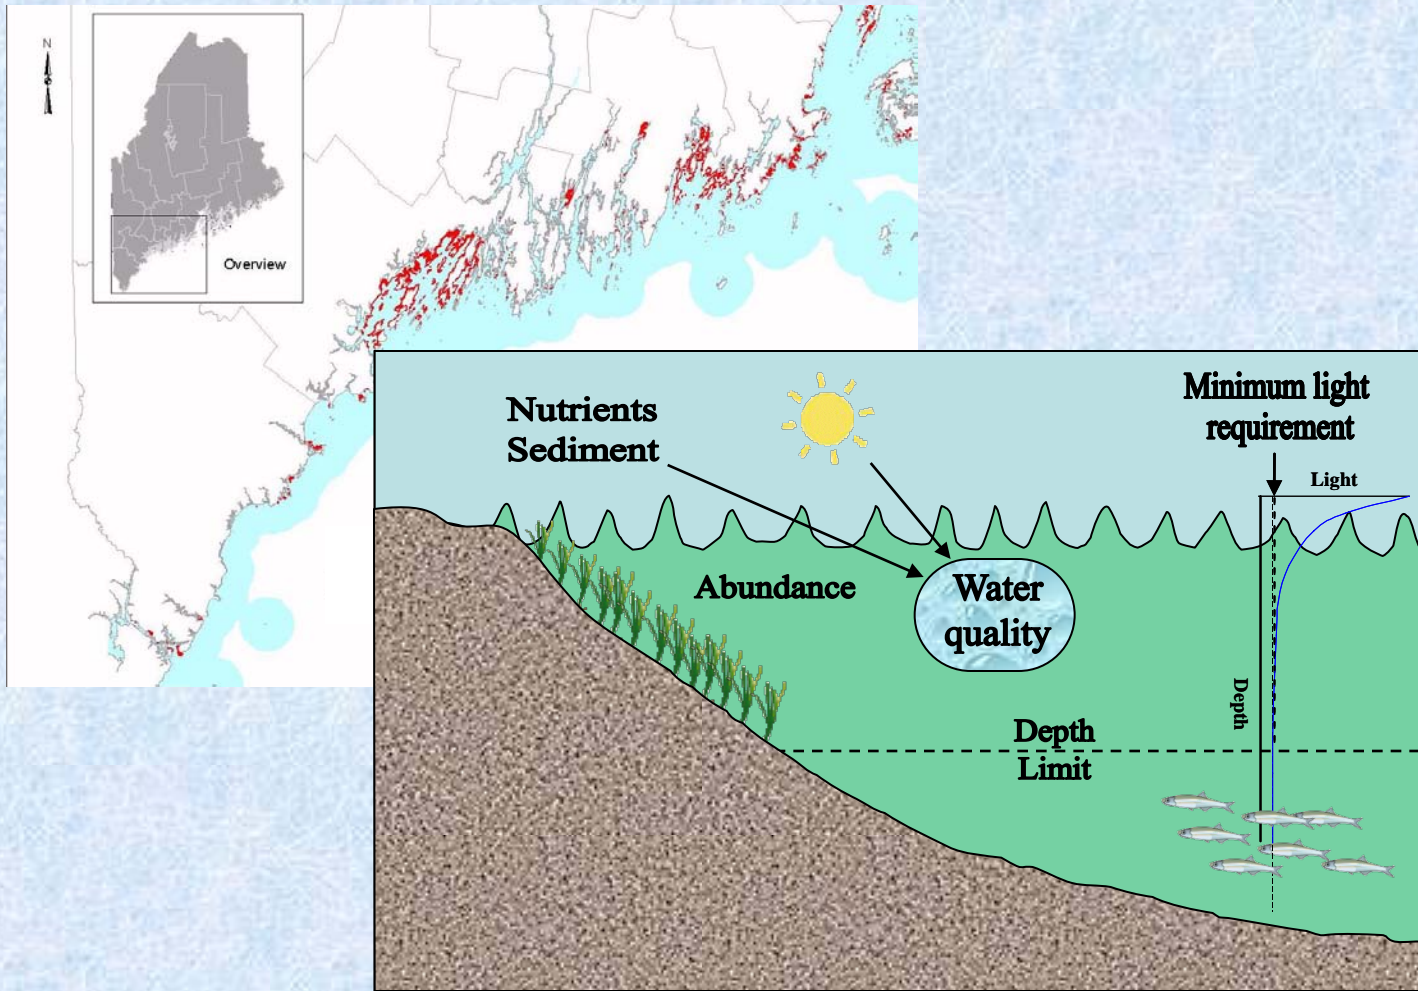 N
Overview
Nutrients
Sediment
Minimum light
requirement
Light
Abundance
Water
quality
Depth
Depth
Limit